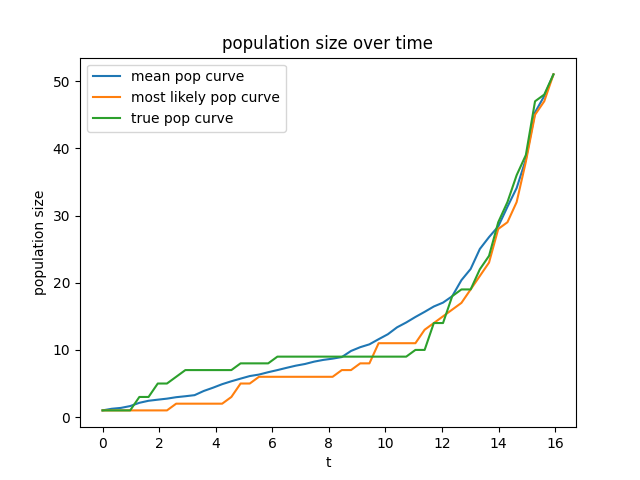 population size over time
mean pop curve
most likely pop curve
true pop curve
population size
50
40
30
20
10
0
0 2 4 6 8 10 12 14 16
t